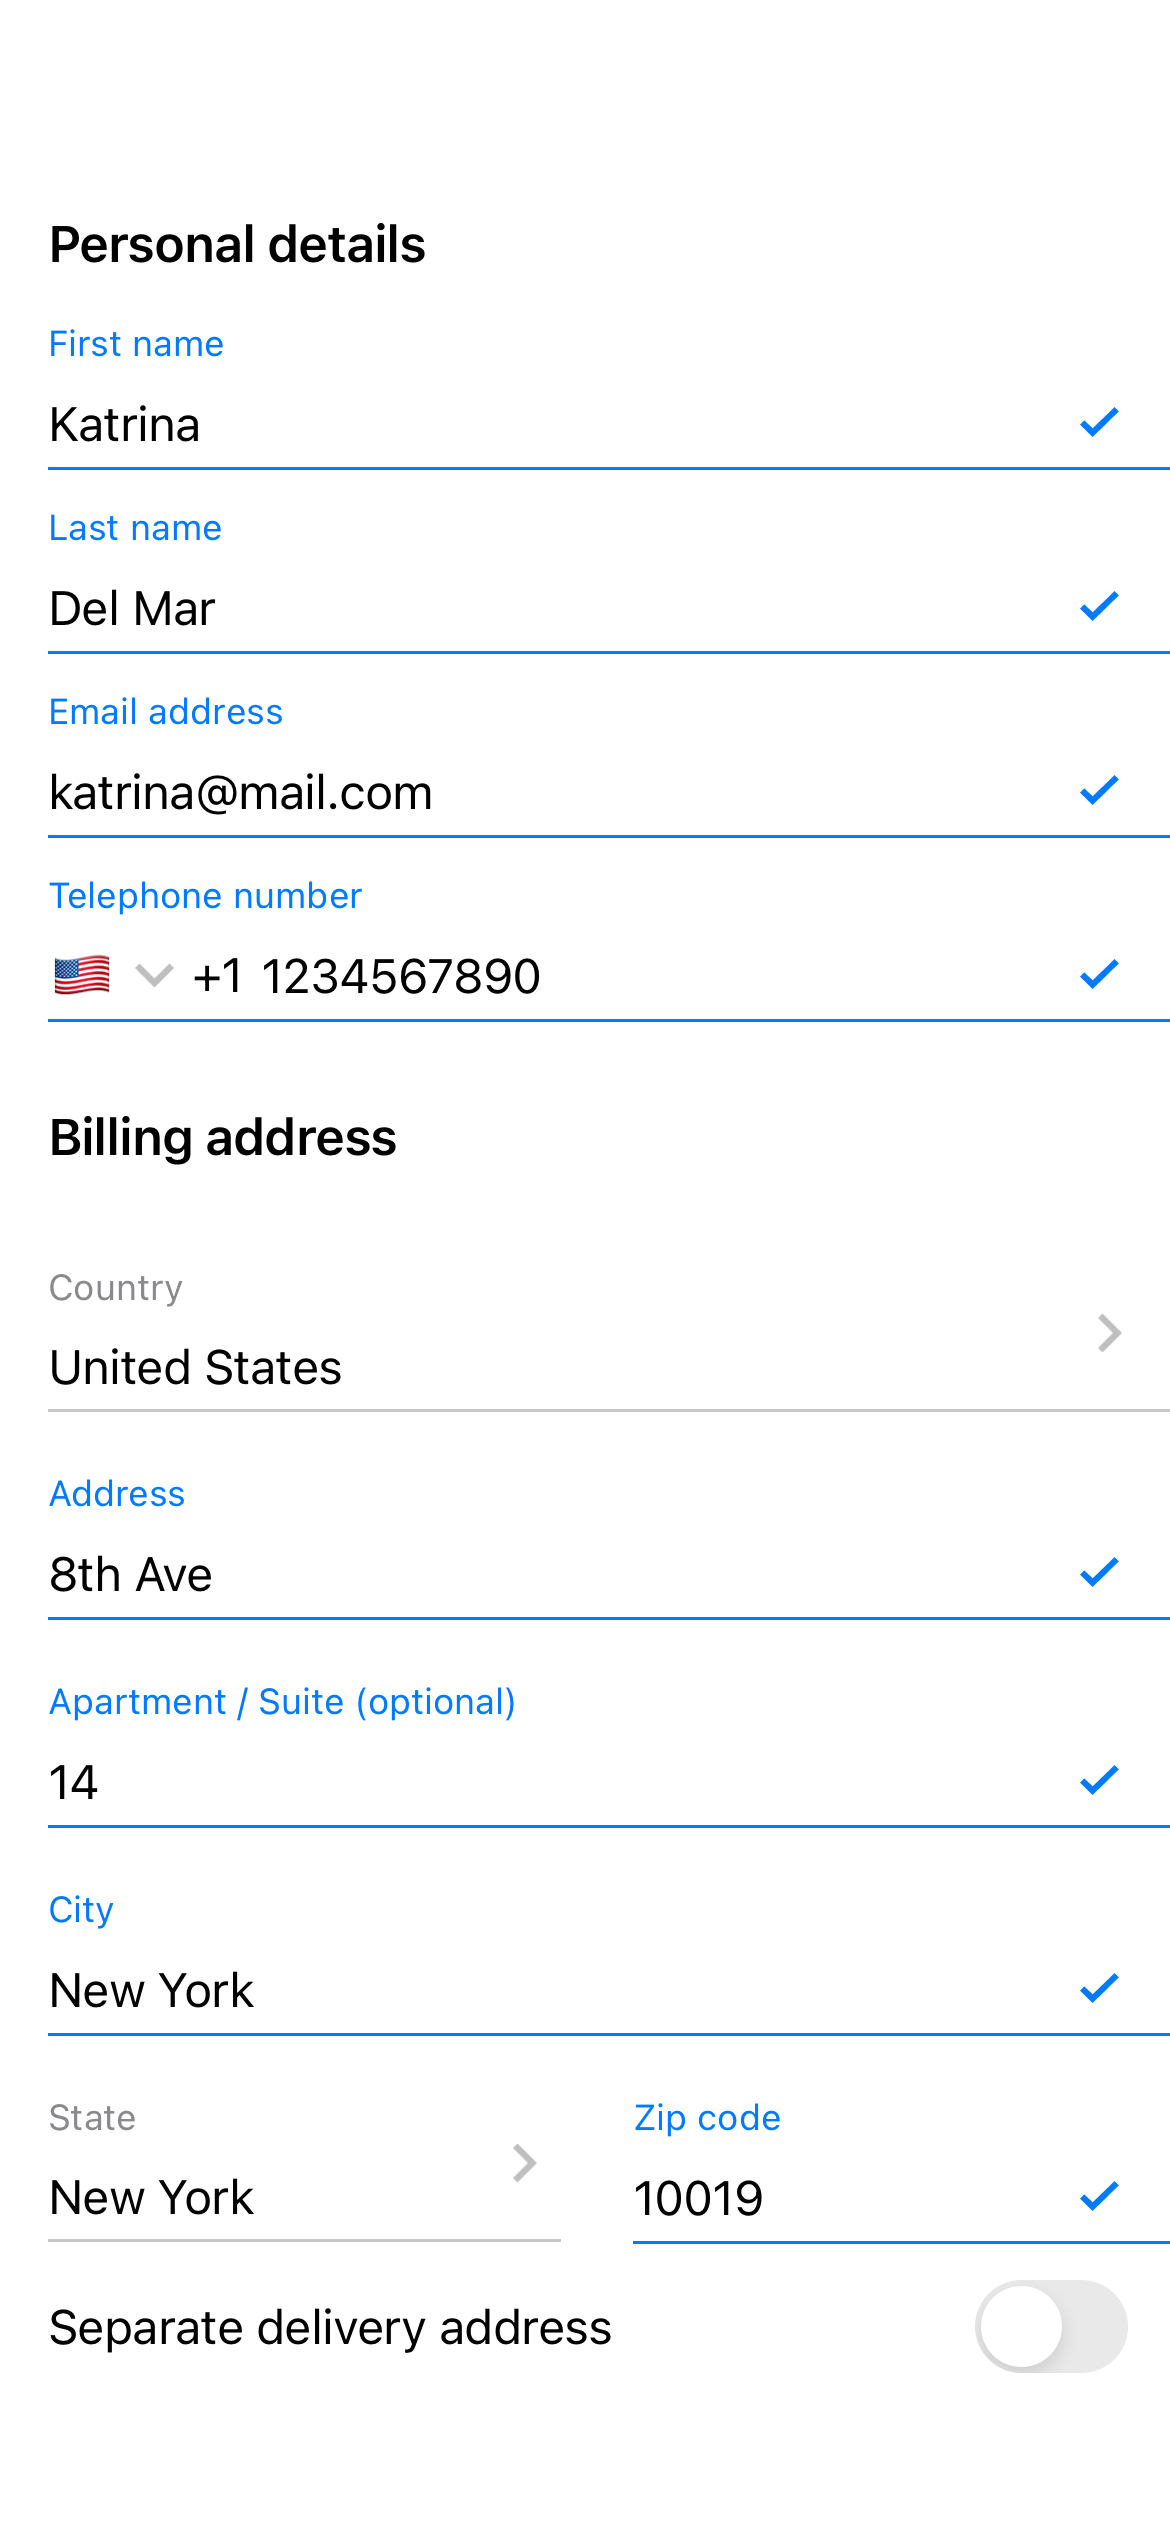 Personal details
First name
Katrina
Last name
Del Mar
Email address
katrina@mail.com
Telephone number
+1 1234567890
Billing address
Country
United States
Address
8th Ave
Apartment / Suite (optional)
14
City
New York
State
New York
Zip code
10019
Separate delivery address